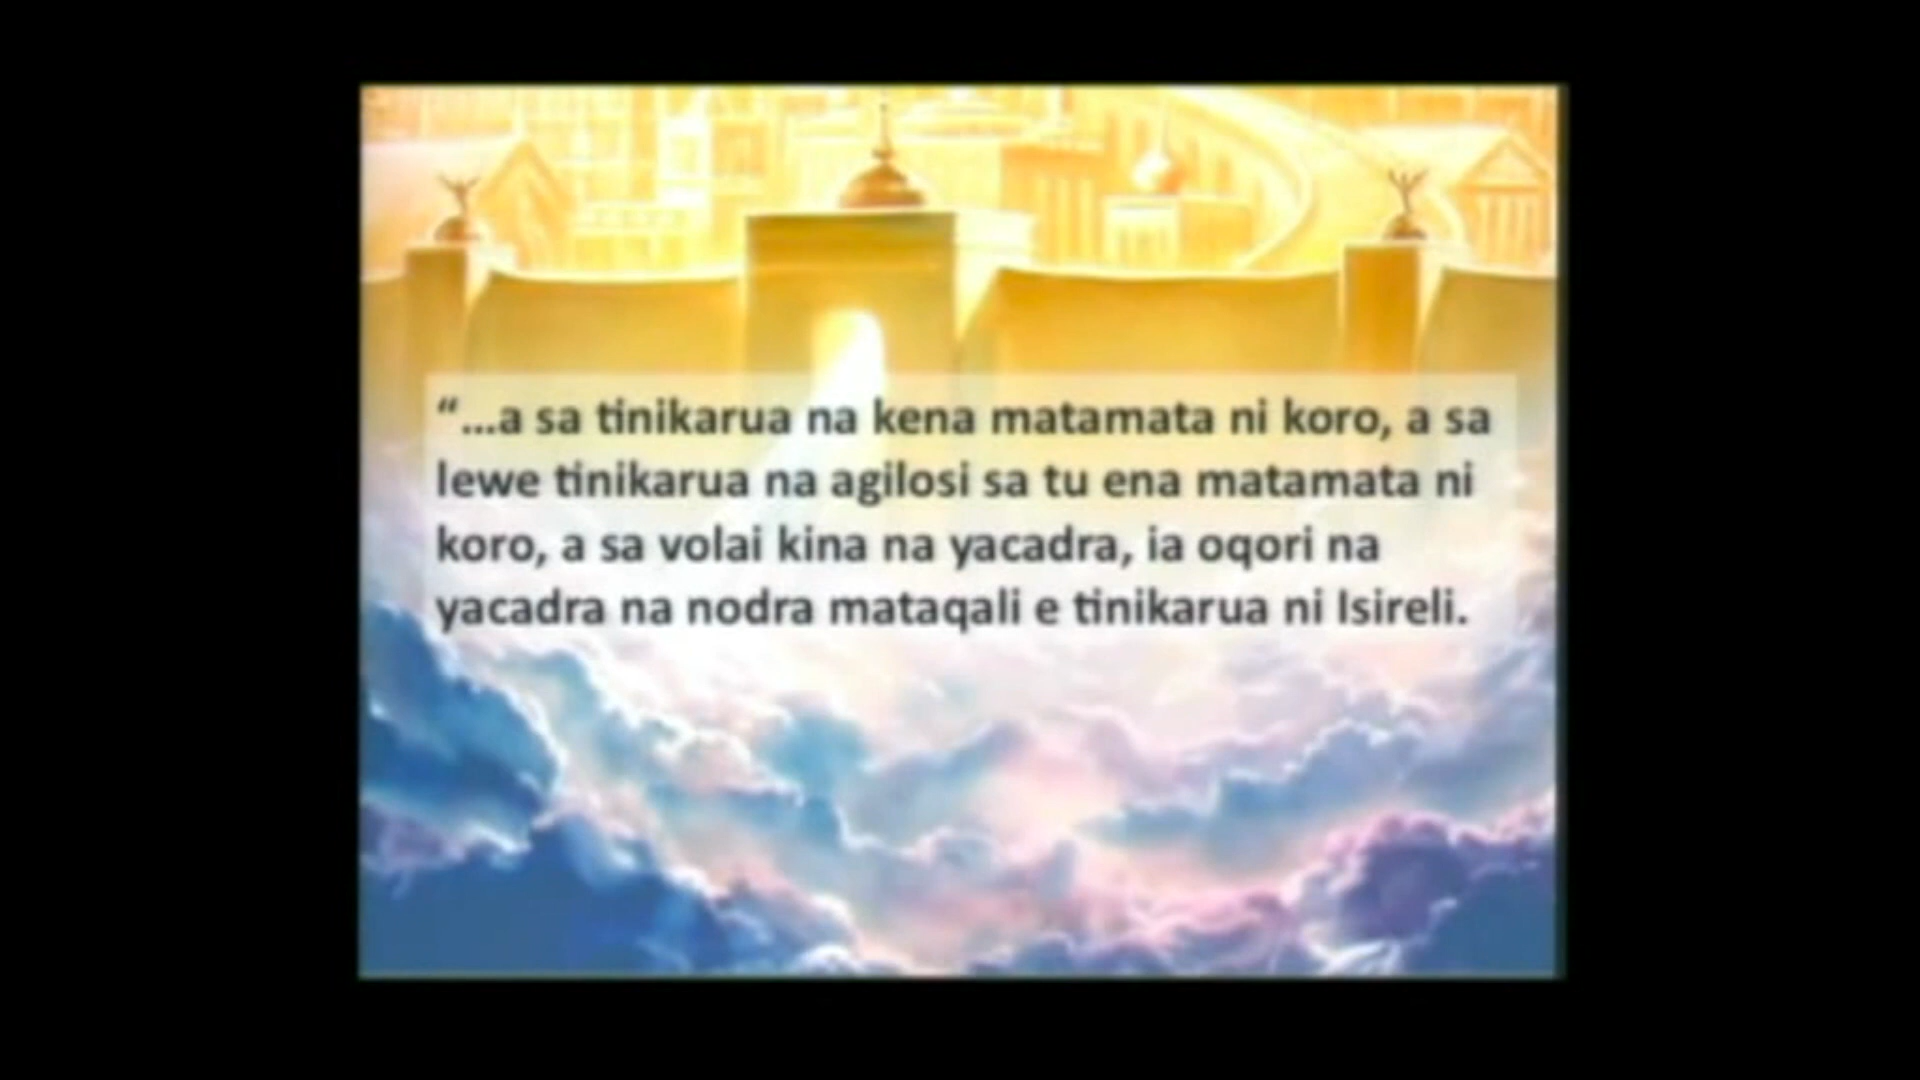 “...a sa tinikarua na kena matamata ni koro, a sa
lewe tinikarua na agilosi sa tu ena matamata ni
koro, a sa volai kina na yacadra, ia oqori na
yacadra na nodra mataqali e tinikarua ni Isireli.